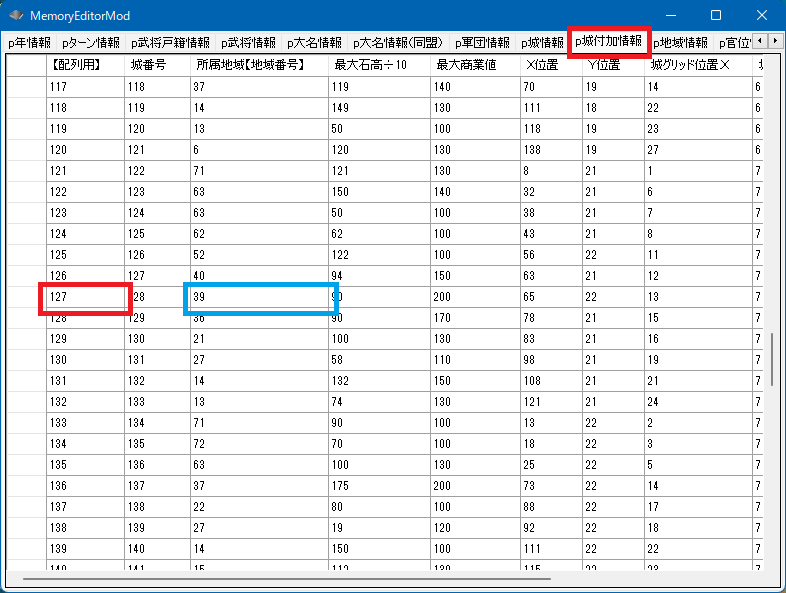 MemoryEditorMod
p年情報 pターン情報 p武将戸籍情報 p武将情報 p大名情報 p大名情報(同盟) p軍団情報 p城情報 p城付加情報 p地域情報 p官位
【配列用】 城番号 所属地域【地域番号】 最大石高÷10 最大商業値 X位置 Y位置 城グリッド位置X
117 118 37 119 140 70 19 14 6
118 119 14 149 130 111 18 22 6
119 120 13 50 100 118 19 23 6
120 121 6 120 130 138 19 27 6
121 122 71 121 130 8 21 1 7
122 123 63 150 140 32 21 6 7
123 124 63 50 100 38 21 7 7
124 125 62 62 100 43 21 8 7
125 126 52 122 100 56 22 11 7
126 127 40 94 150 63 21 12 7
127 28 39 90 200 65 22 13 7
128 129 36 90 170 78 21 15 7
129 130 21 100 130 83 21 16 7
130 131 27 58 110 98 21 19 7
131 132 14 132 150 108 21 21 7
132 133 13 74 130 121 21 24 7
133 134 71 90 100 13 22 2 7
134 135 72 70 100 18 22 3 7
135 136 63 100 130 25 22 5 7
136 137 37 175 200 73 22 14 7
137 138 22 80 100 88 22 17 7
138 139 27 19 120 92 22 18 7
139 140 14 150 100 111 22 22 7
140 141 15 112 130 115 22 23 7